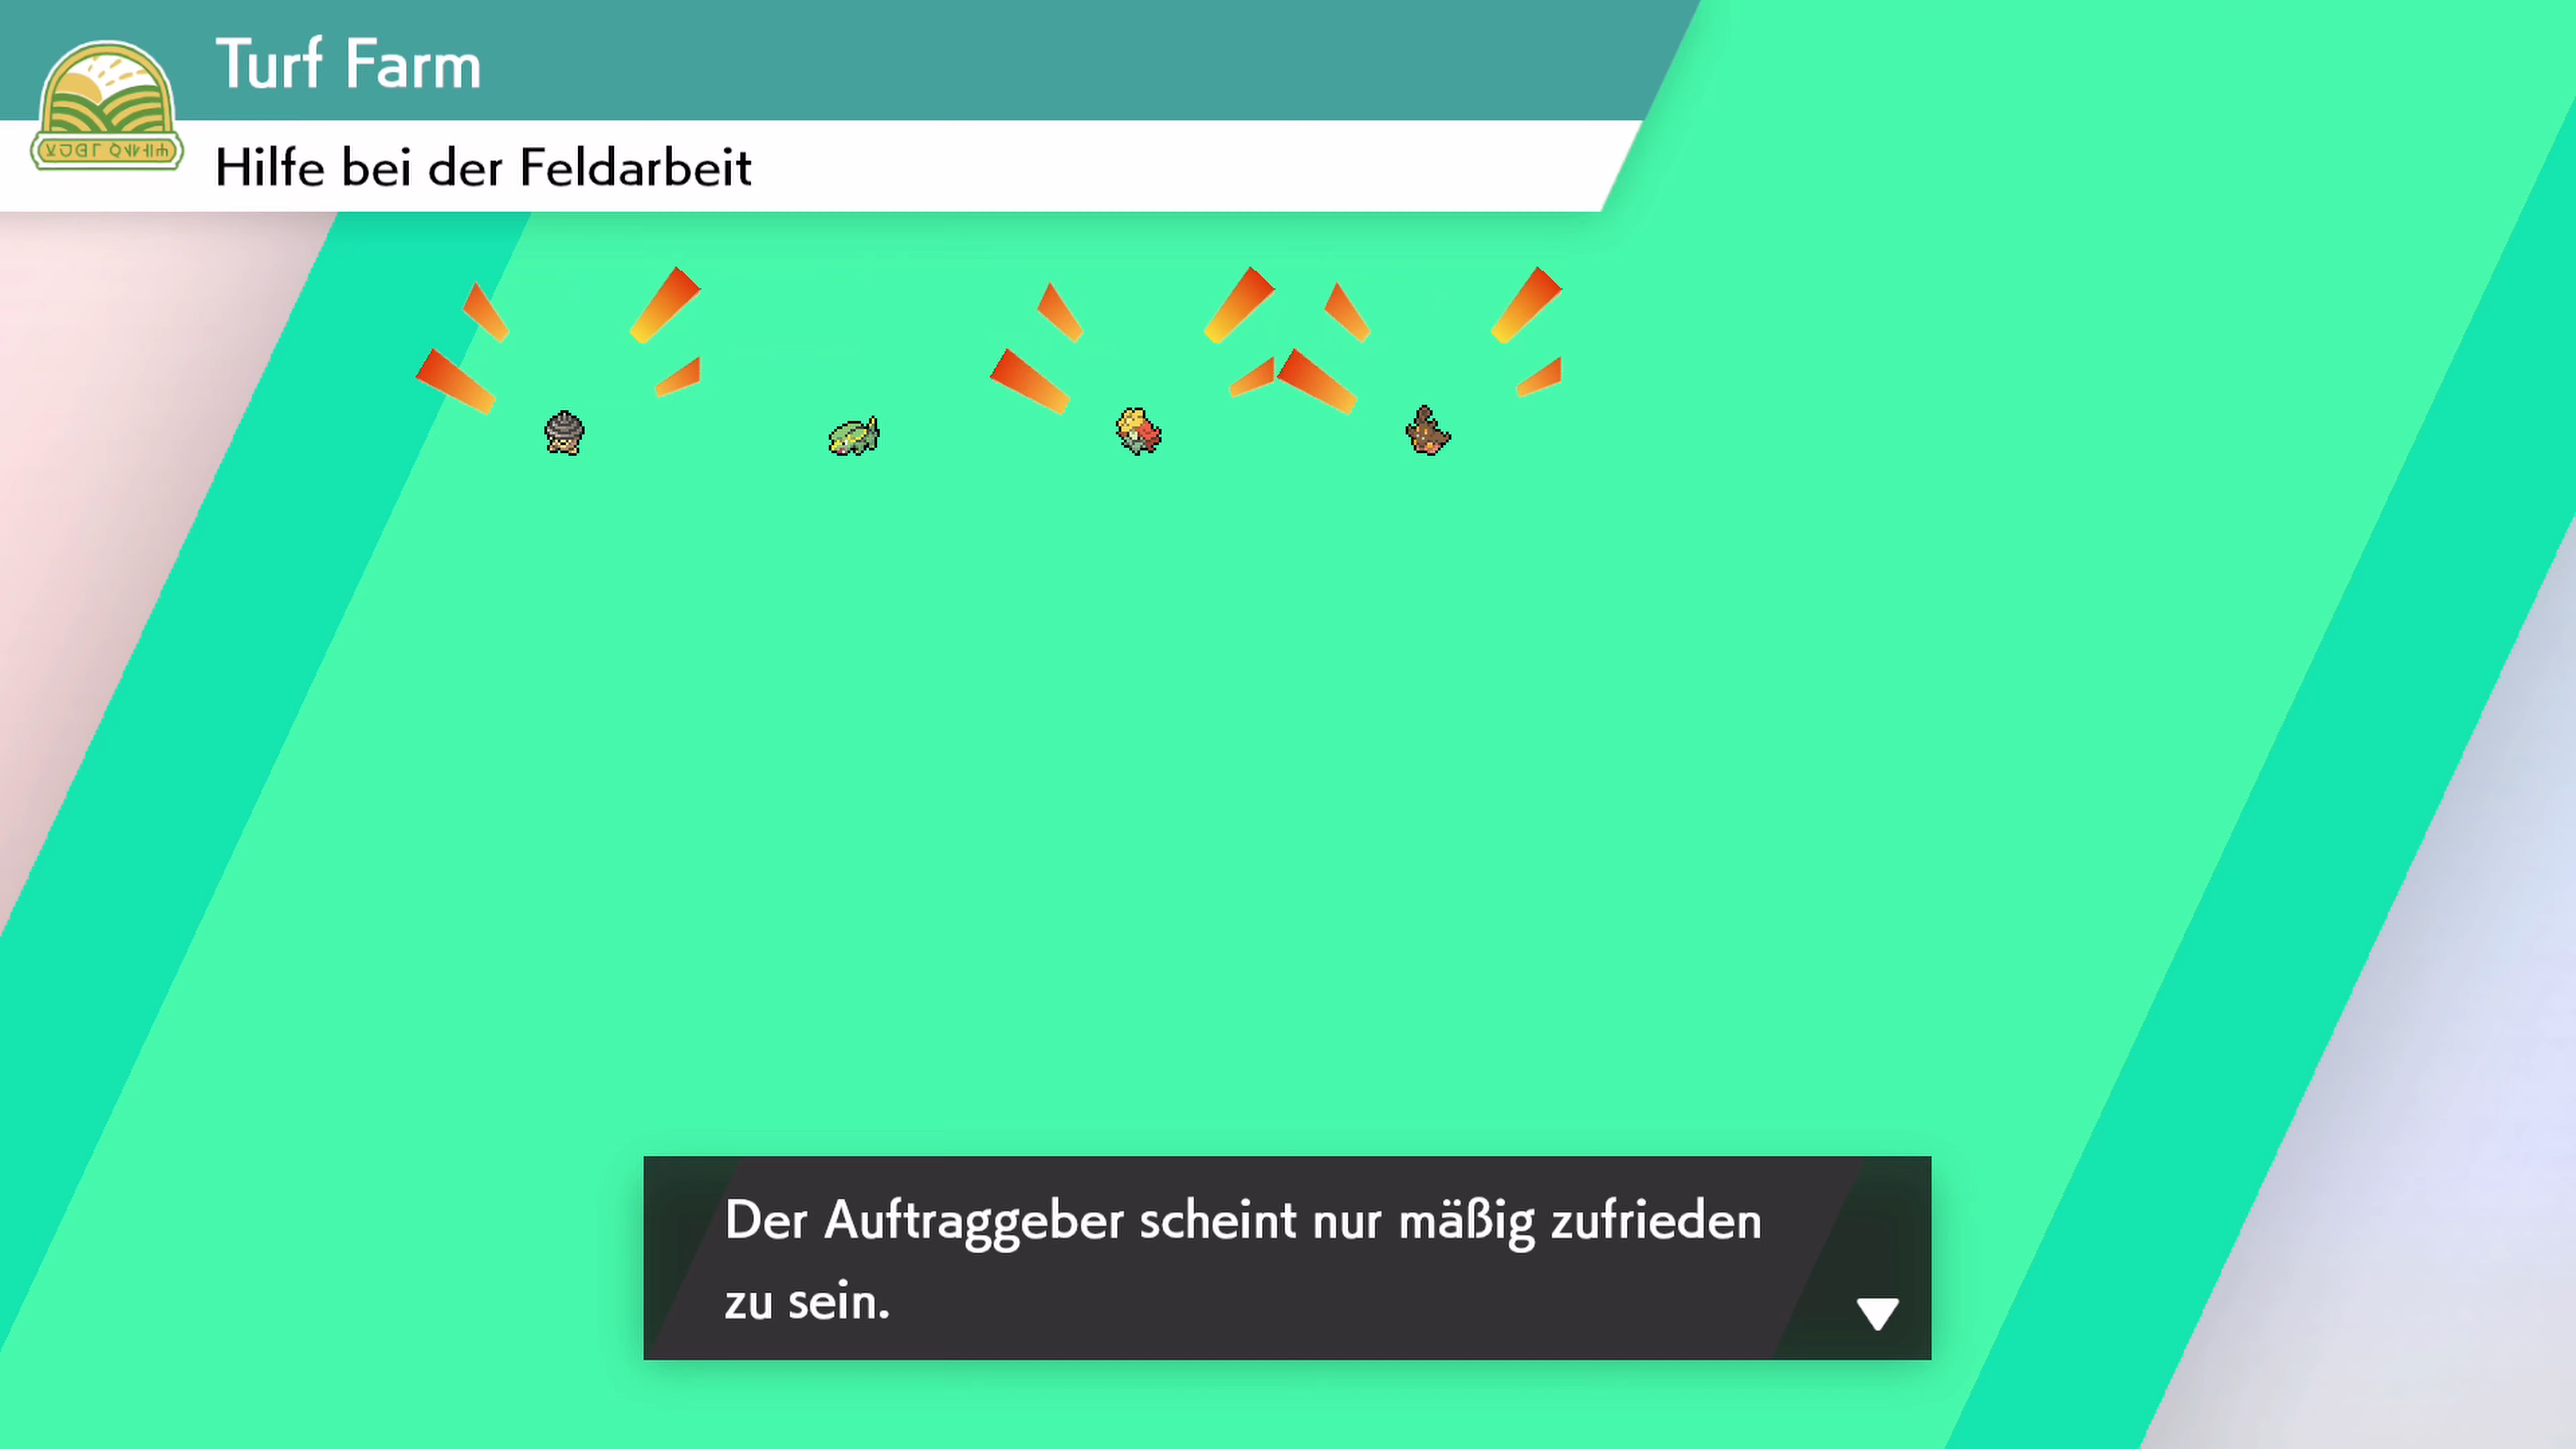 Turf Farm
Hilfe bei der Feldarbeit
Der Auftraggeber scheint nur mäßig zufrieden
zu sein.